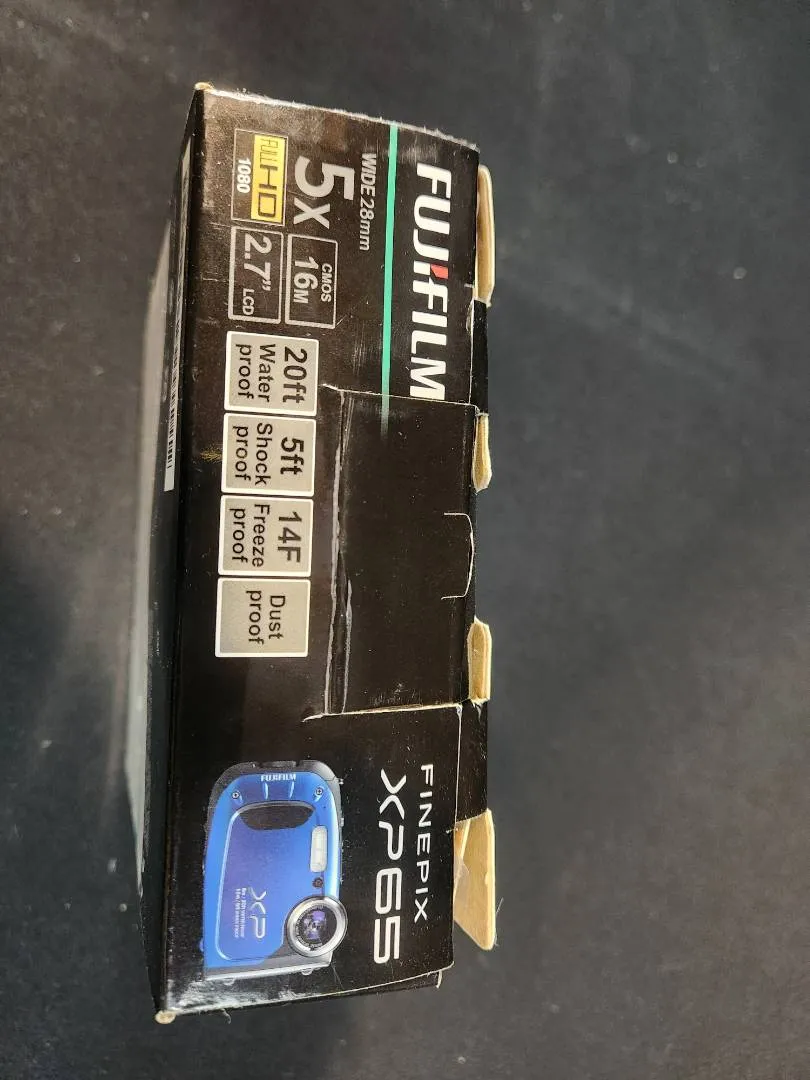 FUJIFILM
WIDE 28mm
5X
CMOS
16M
FULL HD
1080
2.7"
LCD
20ft
Water
proof
5ft
Shock
proof
14F
Freeze
proof
Dust
proof
FINEPIX
XP65
FUJIFILM
XP